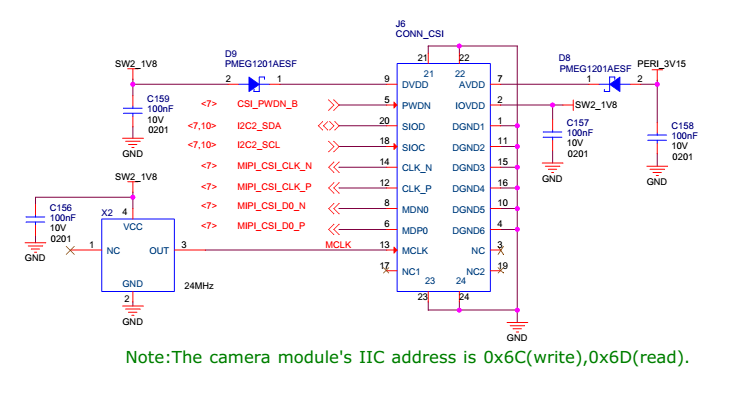 J6
CONN_CSI
D9
PMEG1201AESF
SW2_1V8
2
1
21
22
21
22
D8
PMEG1201AESF
PERI_3V15
1
2
9
DVDD
AVDD
7
C159
100nF
10V
0201
GND
<7>
CSI_PWDN_B
5
PWDN
IOVDD
2
SW2_1V8
<7,10>
I2C2_SDA
20
SIOD
DGND1
1
<7,10>
I2C2_SCL
18
SIOC
DGND2
11
C157
100nF
10V
0201
GND
C158
100nF
10V
0201
GND
<7>
MIPI_CSI_CLK_N
14
CLK_N
DGND3
15
<7>
MIPI_CSI_CLK_P
12
CLK_P
DGND4
16
<7>
MIPI_CSI_D0_N
8
MDN0
DGND5
10
<7>
MIPI_CSI_D0_P
6
MDP0
DGND6
4
MCLK
13
MCLK
NC
3
17
NC1
NC2
19
23
24
23
24
GND
SW2_1V8
C156
100nF
10V
0201
GND
X2
4
VCC
1
NC
OUT
3
GND
2
24MHz
GND
Note:The camera module's IIC address is 0x6C(write),0x6D(read).